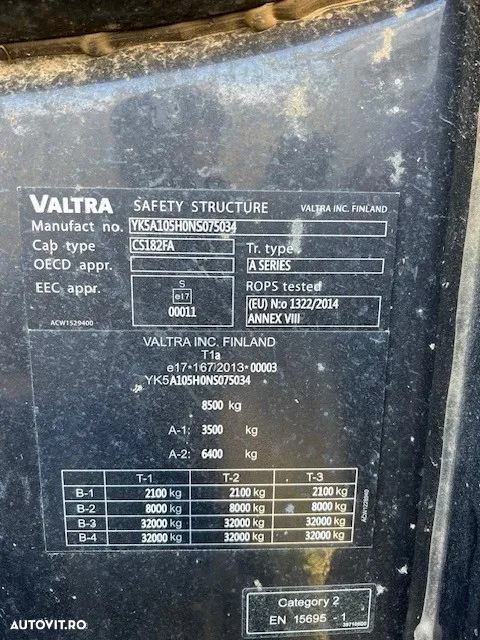 VALTRA SAFETY STRUCTURE VALTRA INC. FINLAND
Manufact no. YK5A105H0NS075034
Cab type CS182FA
Tr. type
OECD appr. A SERIES
EEC appr. S ROPS tested
e17 (EU) N:o 1322/2014
00011 ANNEX VIII
ACW1529400
VALTRA INC. FINLAND
T1a
e17*167/2013*00003
YK5A105H0NS075034
8500 kg
A-1: 3500 kg
A-2: 6400 kg
T-1 T-2 T-3
B-1 2100 kg 2100 kg 2100 kg
B-2 8000 kg 8000 kg 8000 kg
B-3 32000 kg 32000 kg 32000 kg
B-4 32000 kg 32000 kg 32000 kg
Category 2
EN 15695 - 1
AUTOVIT.RO